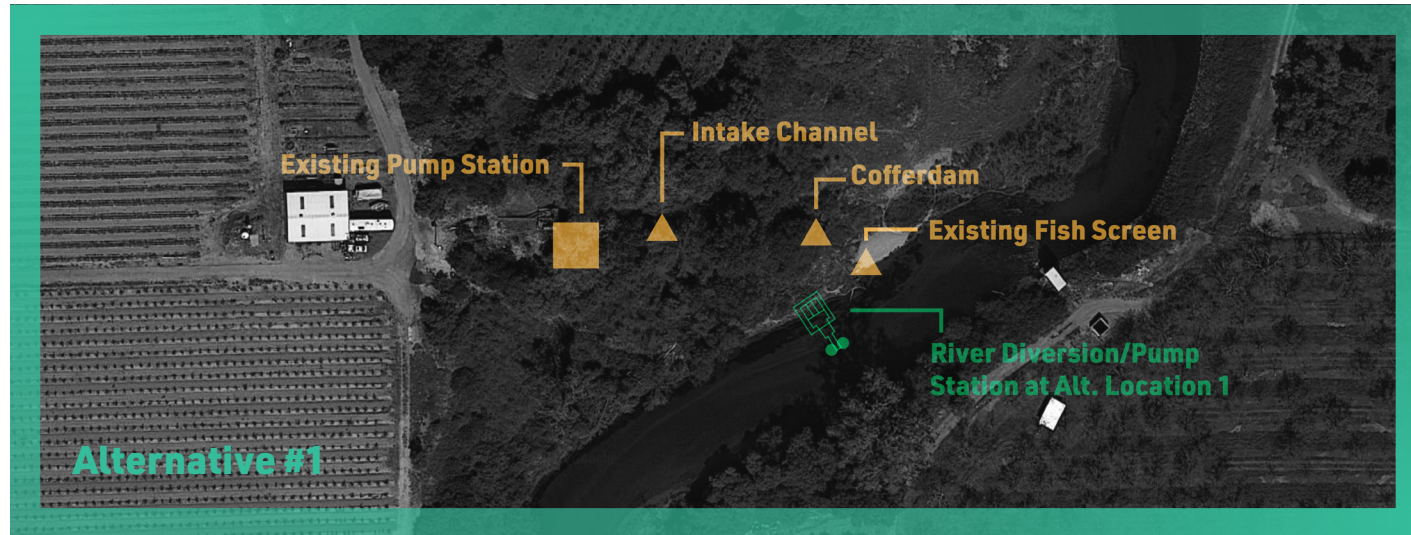 Intake Channel
Existing Pump Station
Cofferdam
Existing Fish Screen
River Diversion/Pump
Station at Alt. Location 1
Alternative #1